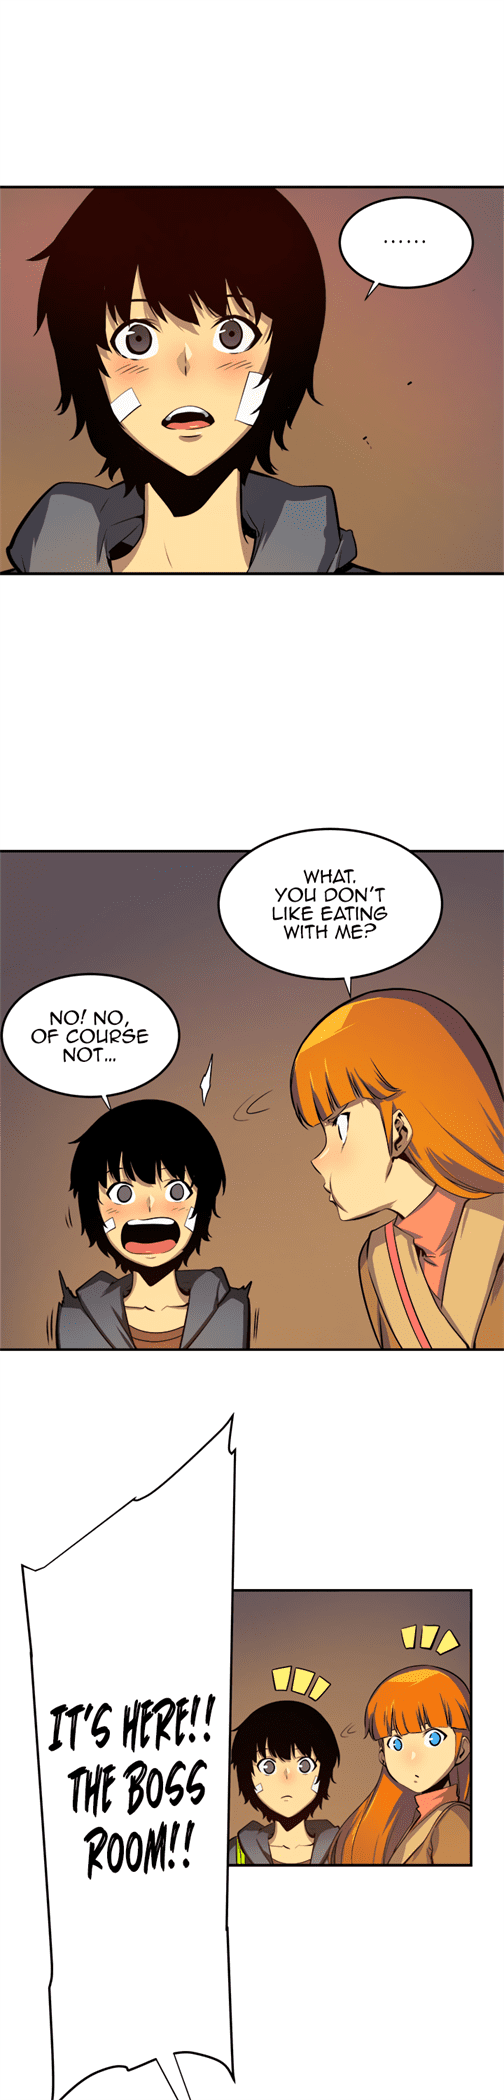 ......
WHAT.
YOU DON'T
LIKE EATING
WITH ME?
NO! NO,
OF COURSE
NOT...
IT'S HERE!!
THE BOSS
ROOM!!